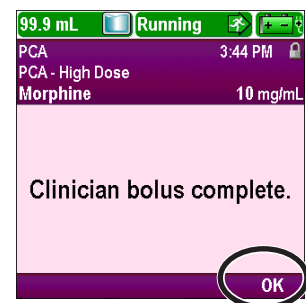 99.9 mL Running
PCA 3:44 PM
PCA - High Dose
Morphine 10 mg/mL
Clinician bolus complete.
OK